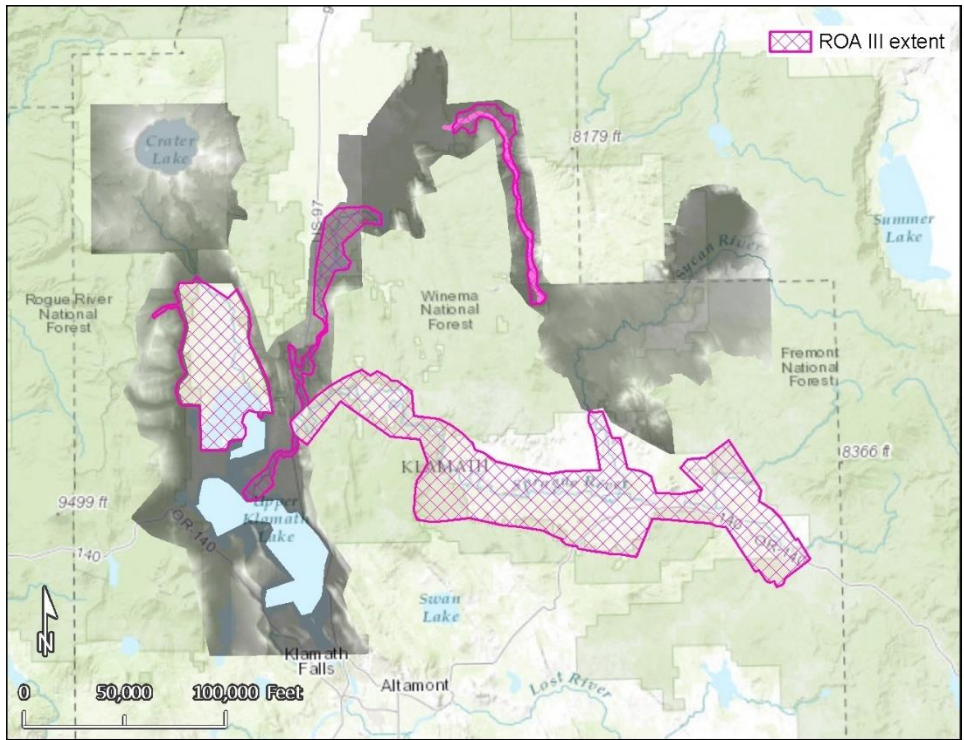 ROA III extent
8179 ft
Crater
Lake
US-97
Summer
Lake
Sycan River
Rogue River
National
Forest
Winema
National
Forest
Fremont
National
Forest
KLAMATH
8366 ft
Sprague River
9499 ft
Upper
Klamath
Lake
OR-140
140
OR-140
140
Swan
Lake
N
Klamath
Falls
Altamont
Lost River
0 50,000 100,000 Feet